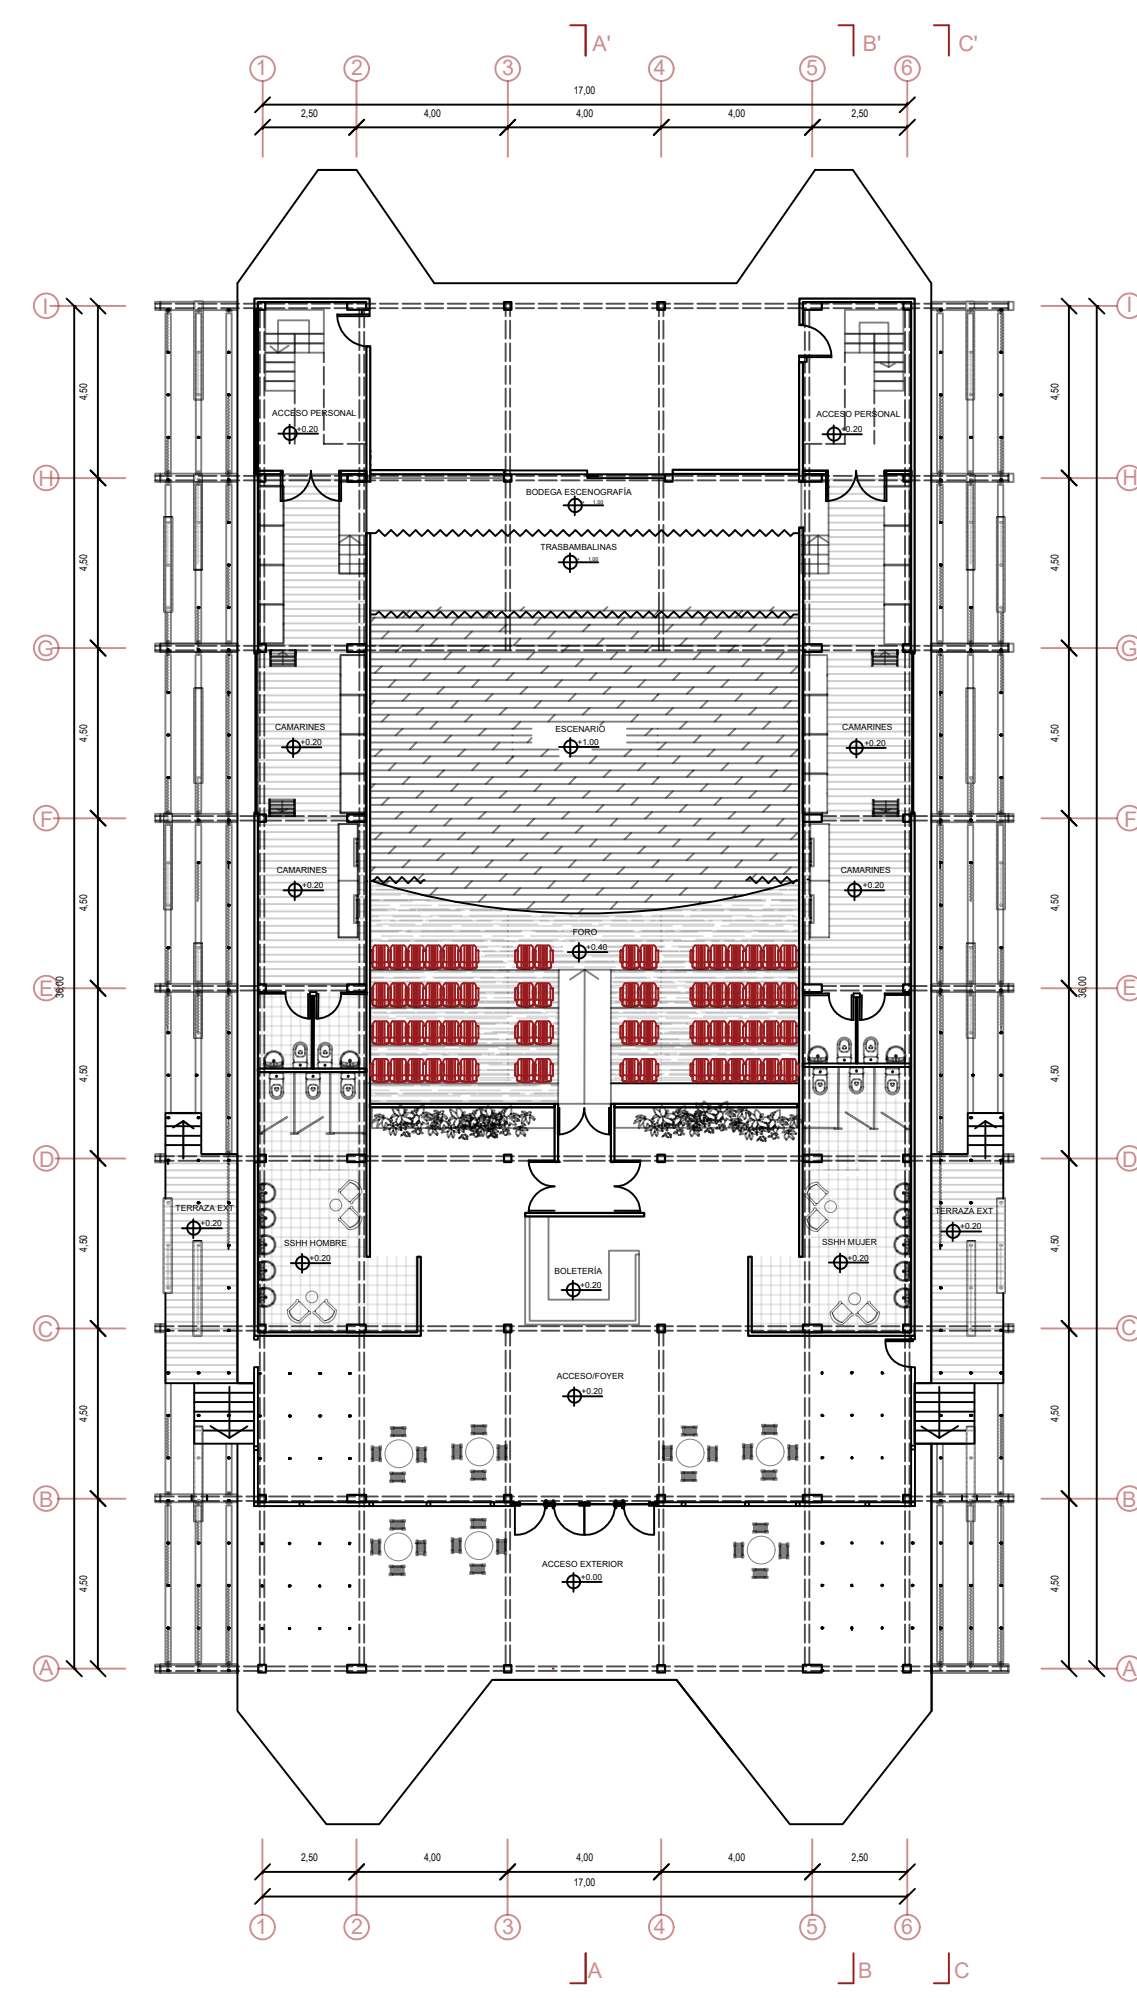 A' B' C'
1 2 3 4 5 6
17,00
2,50 4,00 4,00 4,00 2,50
I I
4,50 4,50
ACCESO PERSONAL ACCESO PERSONAL
+0.20 +0.20
H H
BODEGA ESCENOGRAFÍA
1.00
4,50 4,50
TRASBAMBALINAS
1.00
G G
4,50 4,50
CAMARINES ESCENARIO CAMARINES
+0.20 +1.00 +0.20
F F
4,50 4,50
CAMARINES CAMARINES
+0.20 +0.20
FORO
+0.40
E E
36,00 36,00
4,50 4,50
D D
TERRAZA EXT TERRAZA EXT
+0.20 +0.20
4,50 4,50
SSHH HOMBRE SSHH MUJER
+0.20 +0.20
BOLETERÍA
+0.20
C C
ACCESO/FOYER
+0.20
4,50 4,50
B B
ACCESO EXTERIOR
+0.00
4,50 4,50
A A
2,50 4,00 4,00 4,00 2,50
17,00
1 2 3 4 5 6
A B C